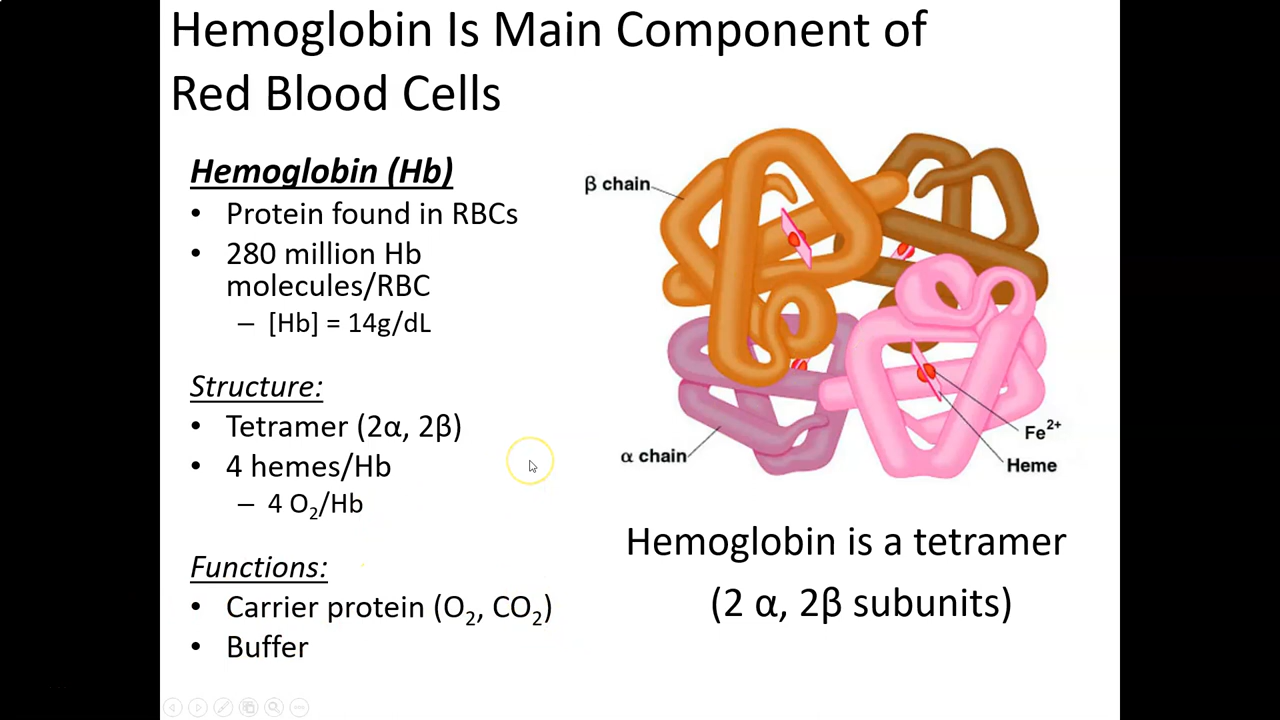 Hemoglobin Is Main Component of
Red Blood Cells
Hemoglobin (Hb)
• Protein found in RBCs
• 280 million Hb
molecules/RBC
– [Hb] = 14g/dL
Structure:
• Tetramer (2α, 2β)
• 4 hemes/Hb
– 4 O₂/Hb
Functions:
• Carrier protein (O₂, CO₂)
• Buffer
β chain
α chain
Fe²⁺
Heme
Hemoglobin is a tetramer
(2 α, 2β subunits)